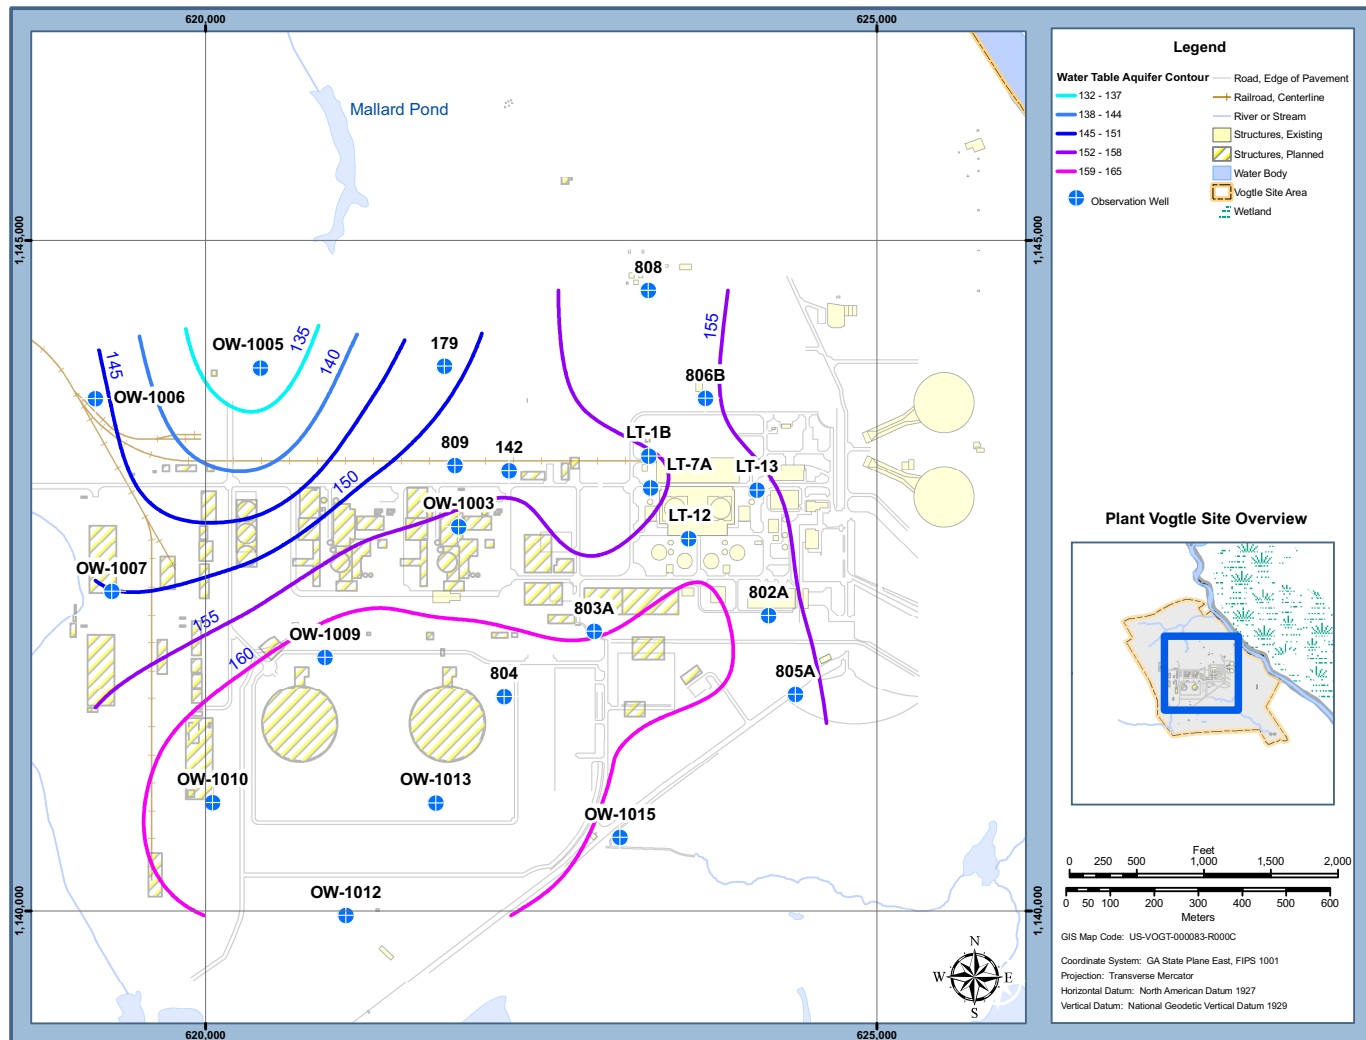 620,000
625,000
Mallard Pond
1,145,000
1,145,000
808
155
OW-1005
135
140
179
145
806B
OW-1006
LT-1B
809
142
LT-7A
LT-13
150
OW-1003
LT-12
OW-1007
802A
803A
155
OW-1009
160
804
805A
OW-1010
OW-1013
OW-1015
OW-1012
1,140,000
1,140,000
N
W
E
S
620,000
625,000
Legend
Water Table Aquifer Contour
132 - 137
138 - 144
145 - 151
152 - 158
159 - 165
Observation Well
Road, Edge of Pavement
Railroad, Centerline
River or Stream
Structures, Existing
Structures, Planned
Water Body
Vogtle Site Area
Wetland
Plant Vogtle Site Overview
Feet
0 250 500 1,000 1,500 2,000
0 50 100 200 300 400 500 600
Meters
GIS Map Code: US-VOGT-000083-R000C
Coordinate System: GA State Plane East, FIPS 1001
Projection: Transverse Mercator
Horizontal Datum: North American Datum 1927
Vertical Datum: National Geodetic Vertical Datum 1929